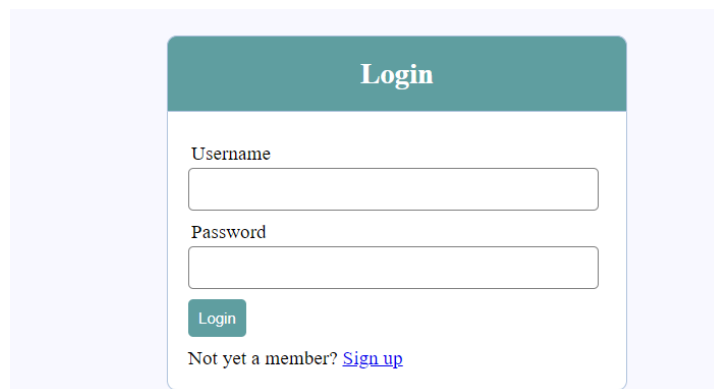 Login
Username
Password
Login
Not yet a member? Sign up